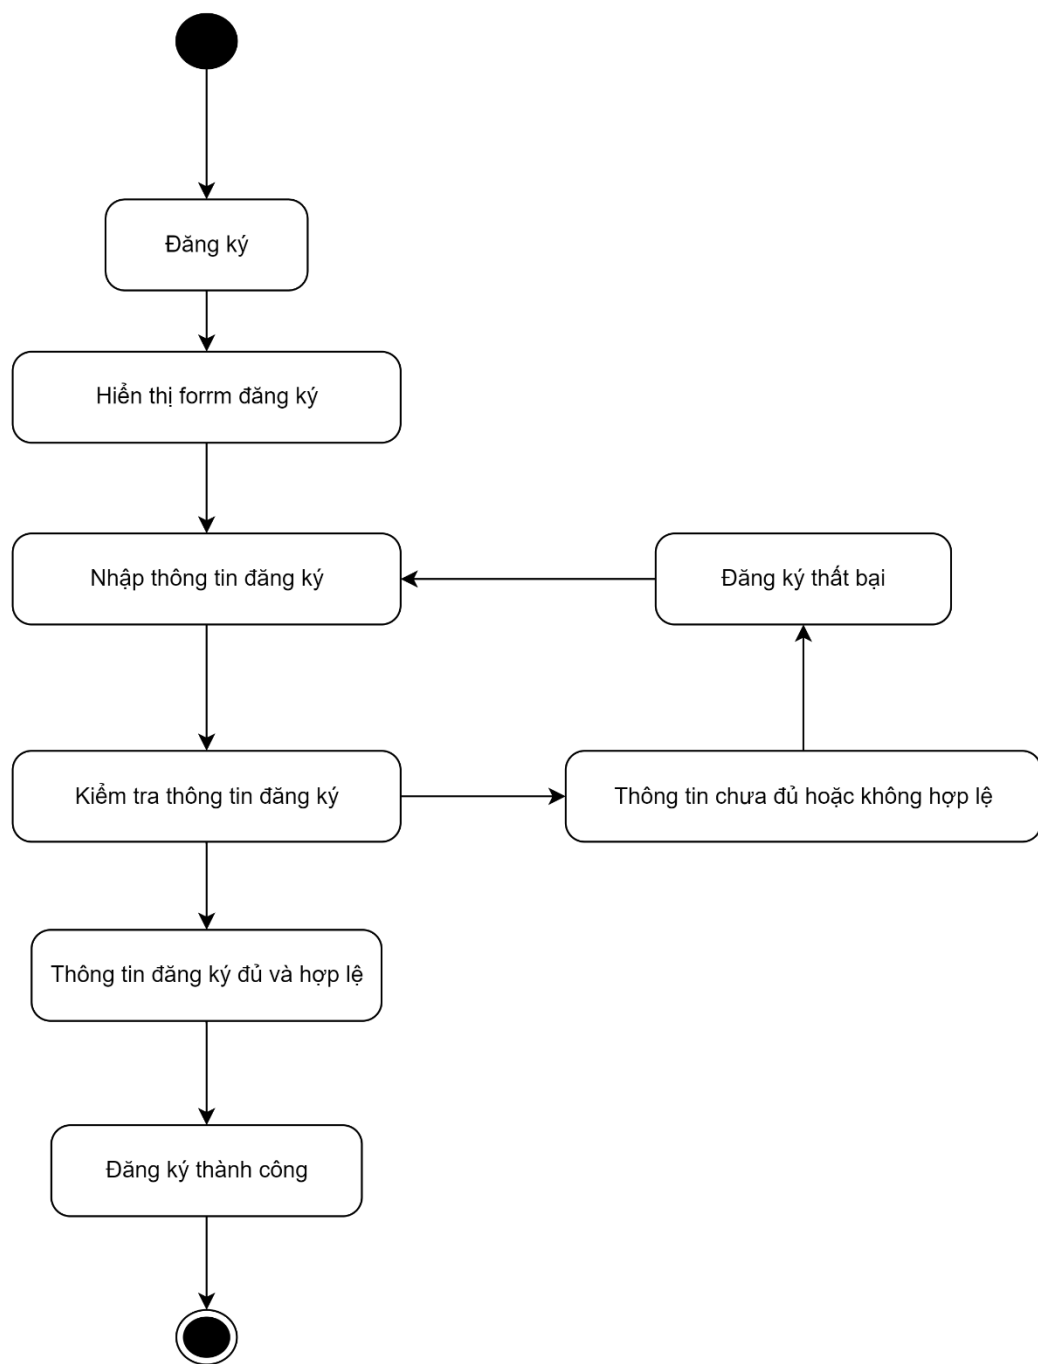 Đăng ký
Hiển thị forrm đăng ký
Nhập thông tin đăng ký
Đăng ký thất bại
Kiểm tra thông tin đăng ký
Thông tin chưa đủ hoặc không hợp lệ
Thông tin đăng ký đủ và hợp lệ
Đăng ký thành công